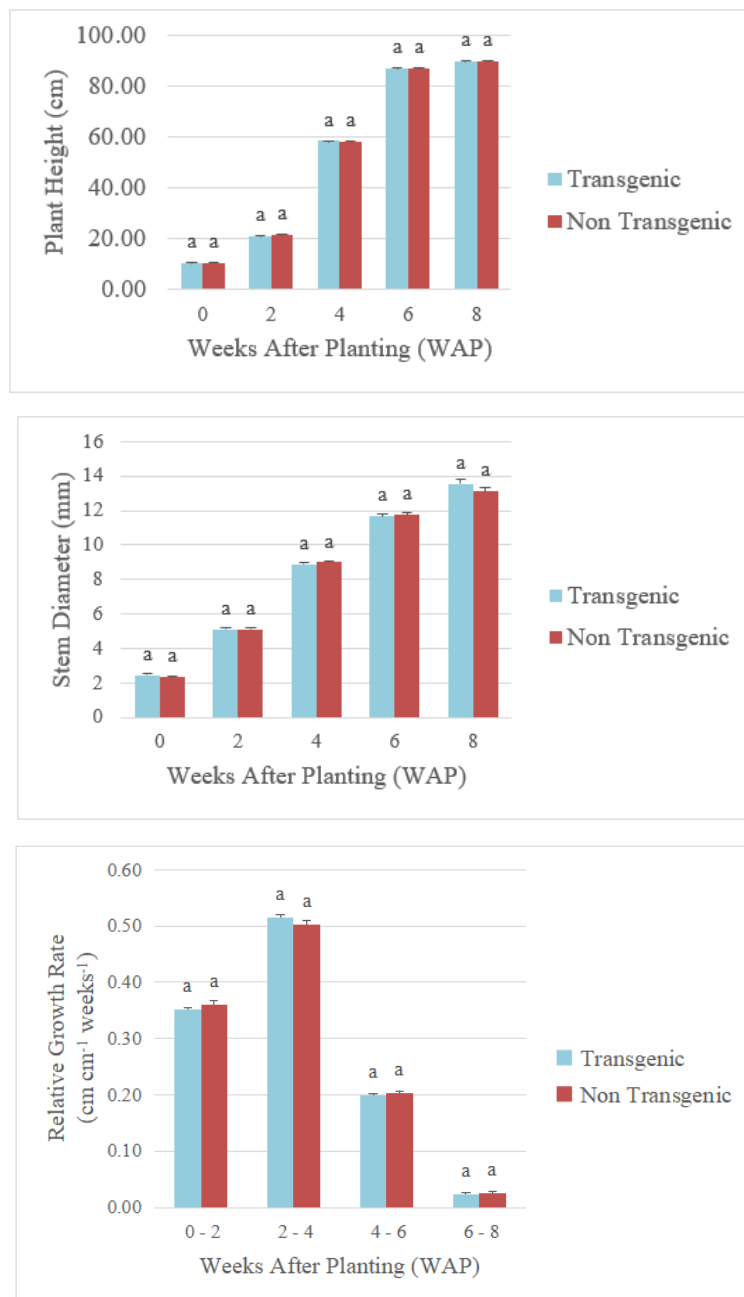 100.00
80.00
60.00
40.00
20.00
0.00
Plant Height (cm)
a a
a a
a a
a a
a a
0 2 4 6 8
Weeks After Planting (WAP)
Transgenic
Non Transgenic
16
14
12
10
8
6
4
2
0
Stem Diameter (mm)
a a
a a
a a
a a
a a
0 2 4 6 8
Weeks After Planting (WAP)
Transgenic
Non Transgenic
0.60
0.50
0.40
0.30
0.20
0.10
0.00
Relative Growth Rate
(cm cm⁻¹ weeks⁻¹)
a a
a a
a a
a a
0 - 2 2 - 4 4 - 6 6 - 8
Weeks After Planting (WAP)
Transgenic
Non Transgenic